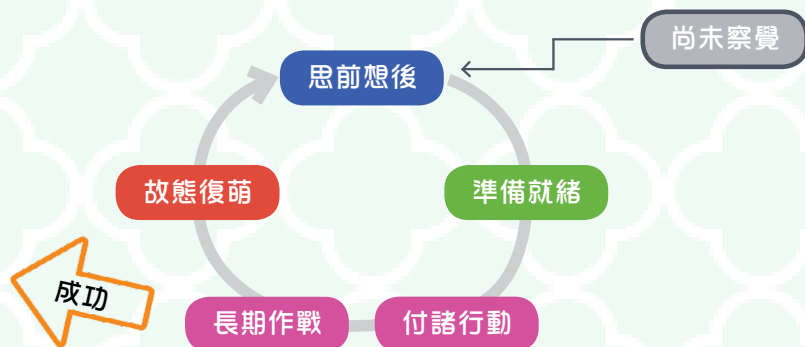 尚未察覺
思前想後
準備就緒
付諸行動
長期作戰
故態復萌
成功